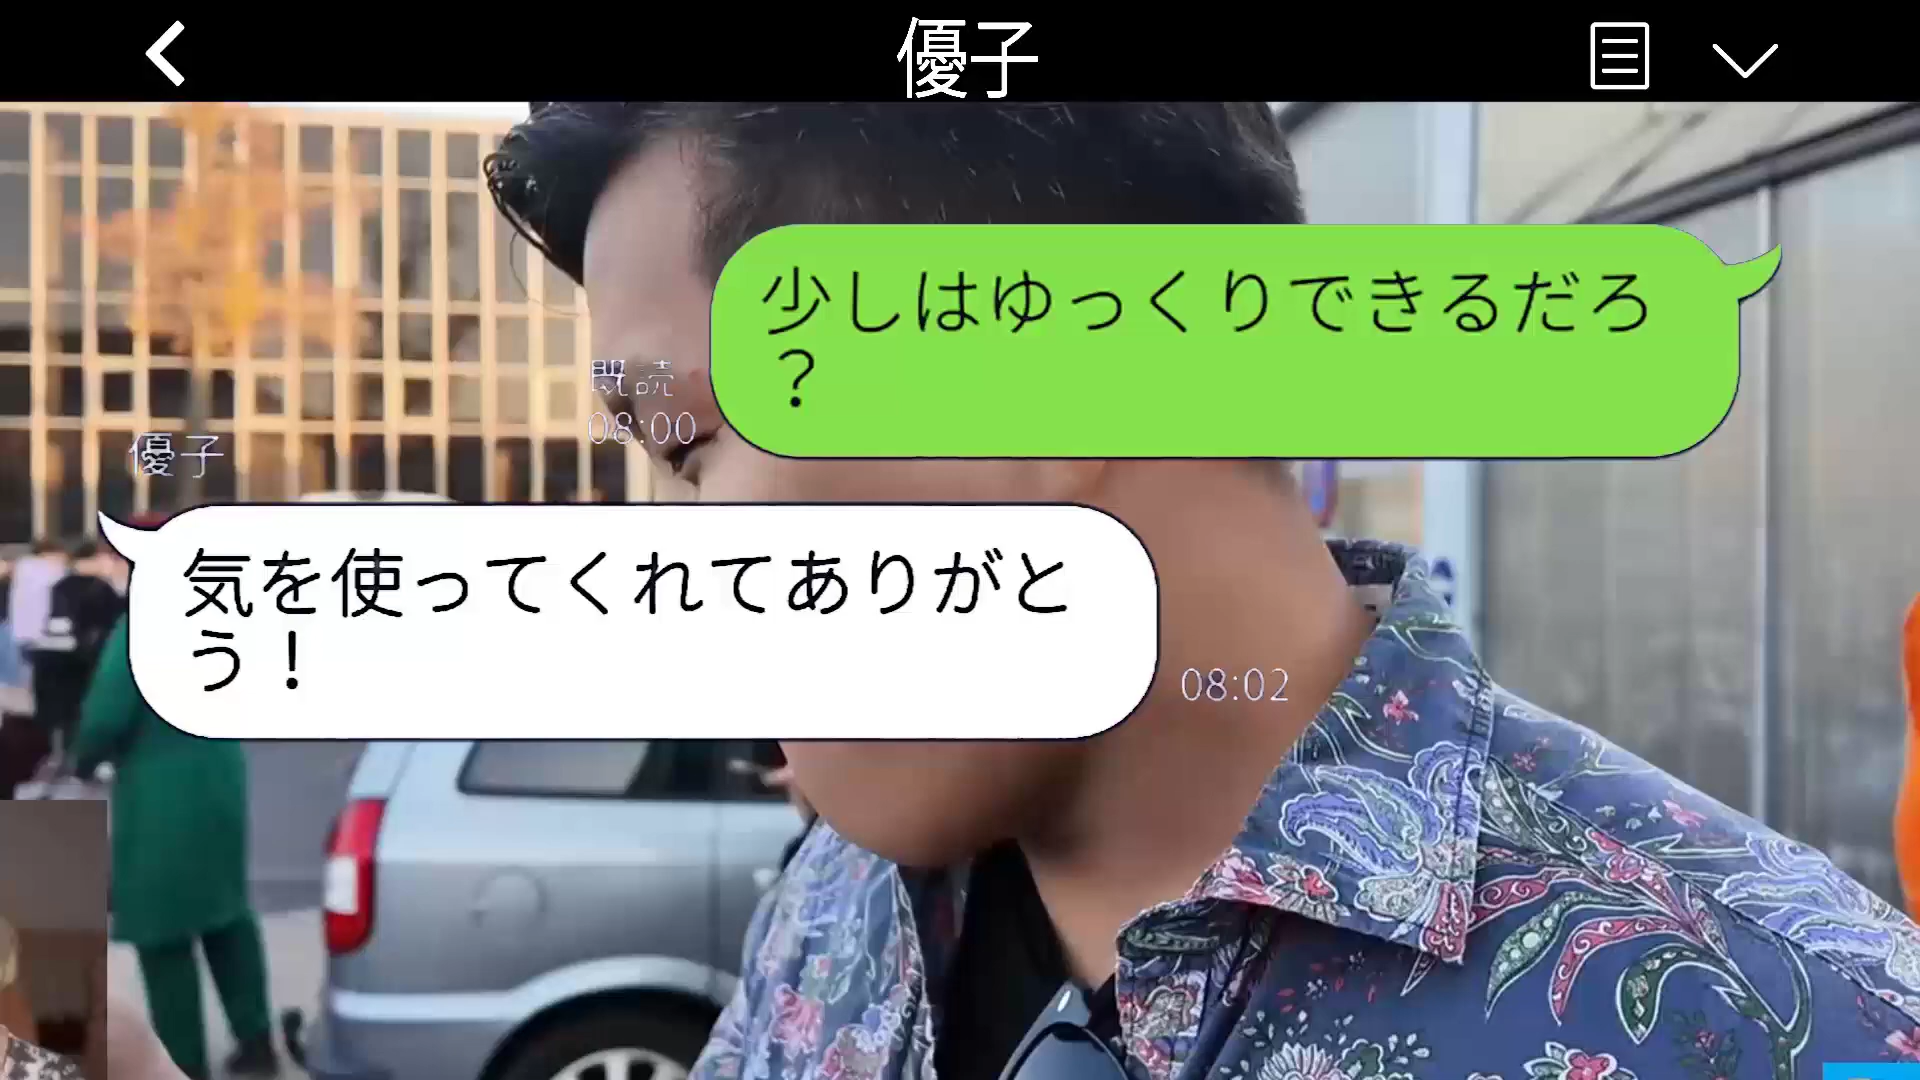 優子
少しはゆっくりできるだろ
?
既読
08:00
優子
気を使ってくれてありがと
う!
08:02